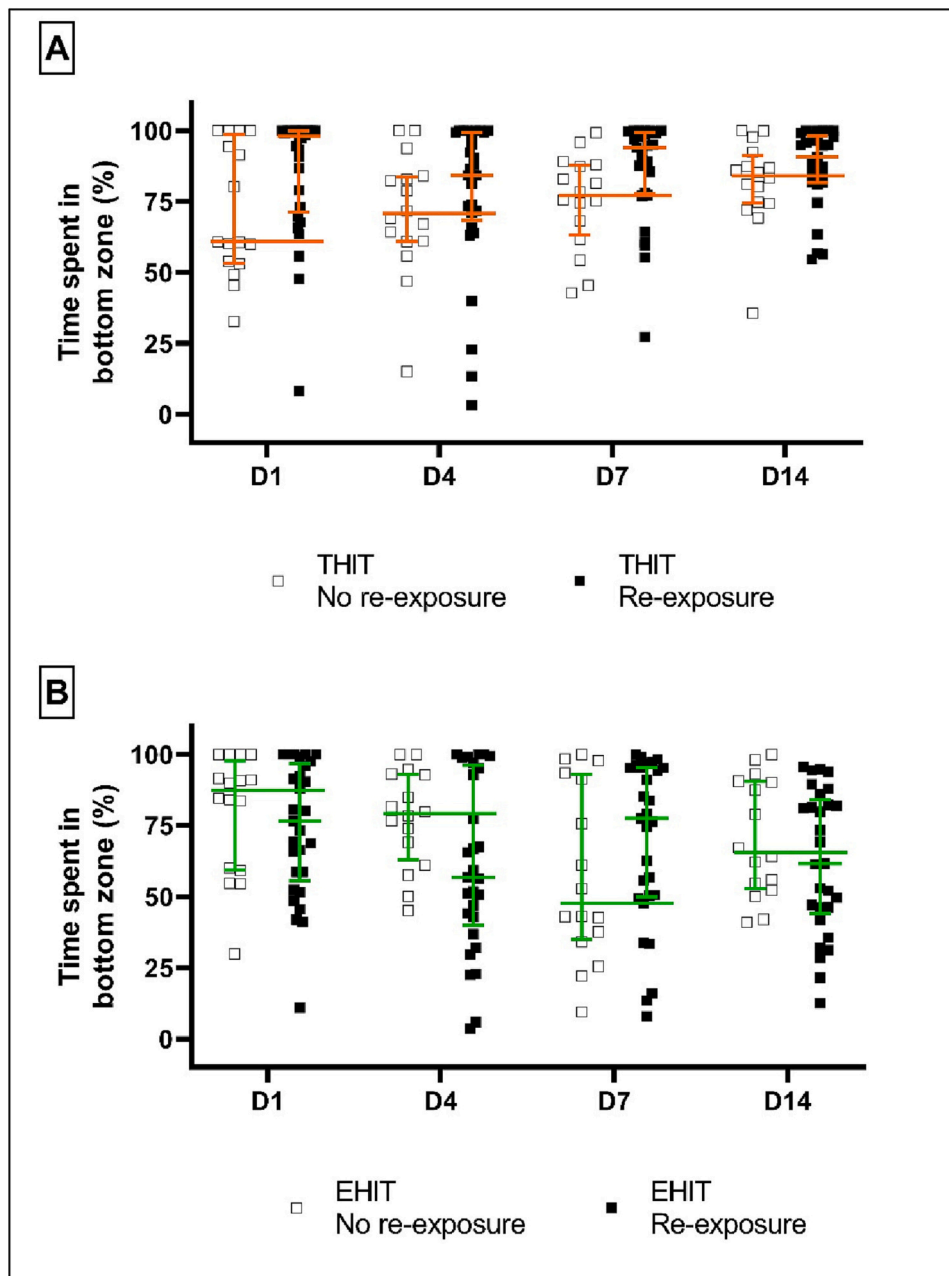 A
Time spent in
bottom zone (%)
100
75
50
25
0
D1 D4 D7 D14
THIT THIT
No re-exposure Re-exposure
B
Time spent in
bottom zone (%)
100
75
50
25
0
D1 D4 D7 D14
EHIT EHIT
No re-exposure Re-exposure